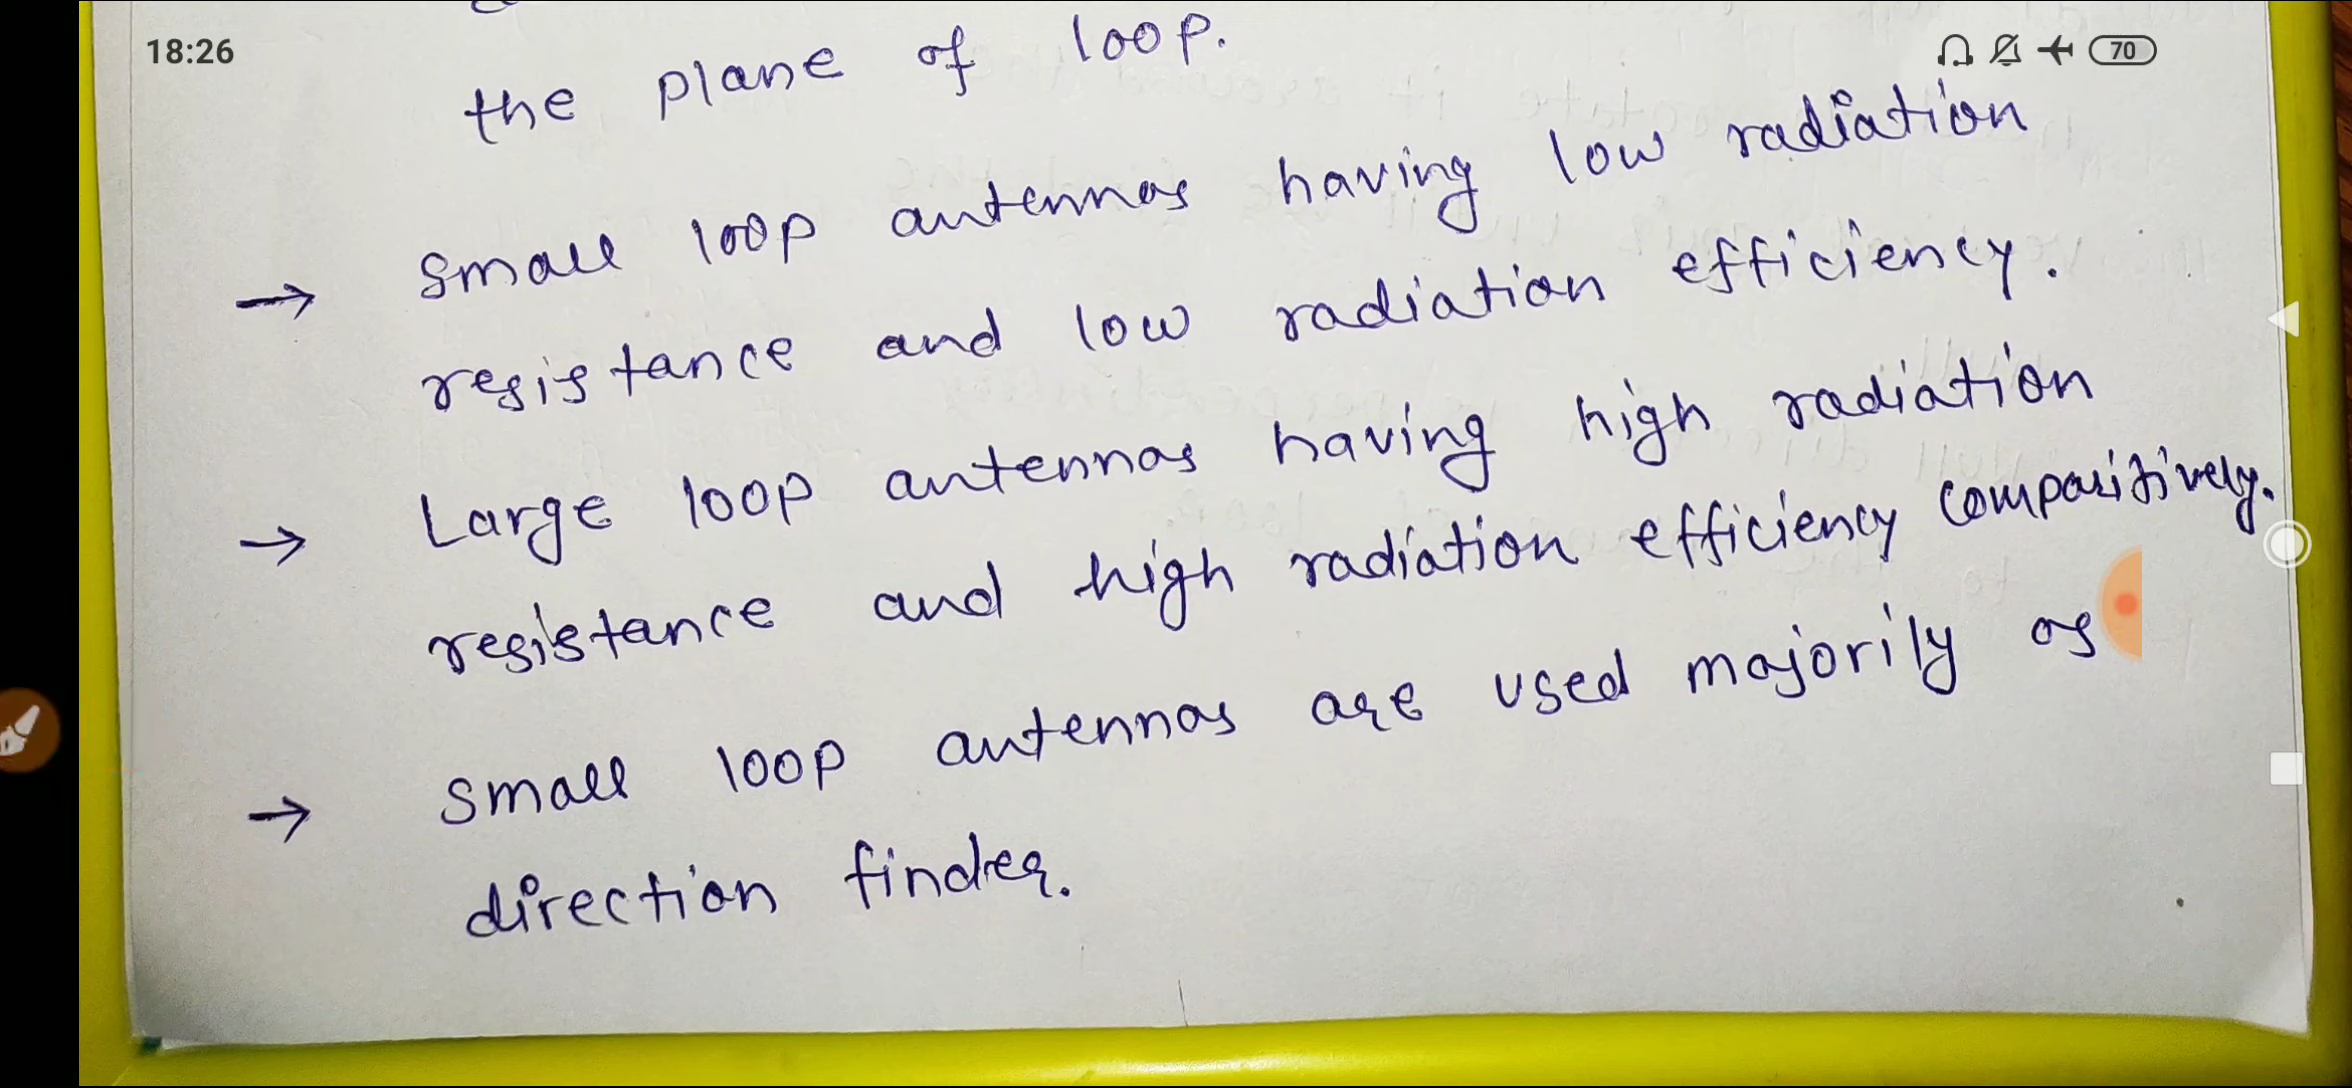 18:26
70
the plane of loop.
→ small loop antennas having low radiation
resistance and low radiation efficiency.
→ Large loop antennas having high radiation
resistance and high radiation efficiency comparitively.
→ small loop antennas are used majorily as
direction finder.